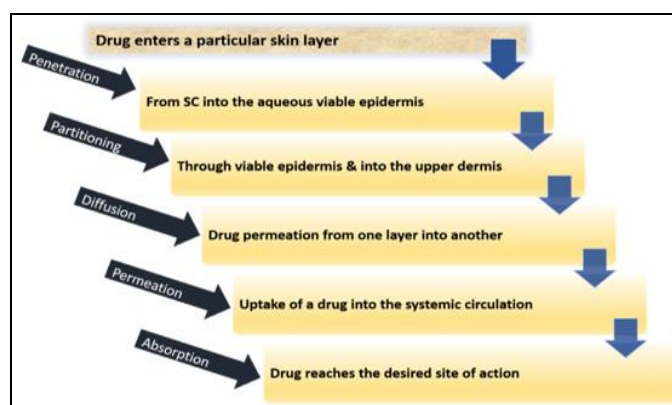 Drug enters a particular skin layer
Penetration
From SC into the aqueous viable epidermis
Partitioning
Through viable epidermis & into the upper dermis
Diffusion
Drug permeation from one layer into another
Permeation
Uptake of a drug into the systemic circulation
Absorption
Drug reaches the desired site of action